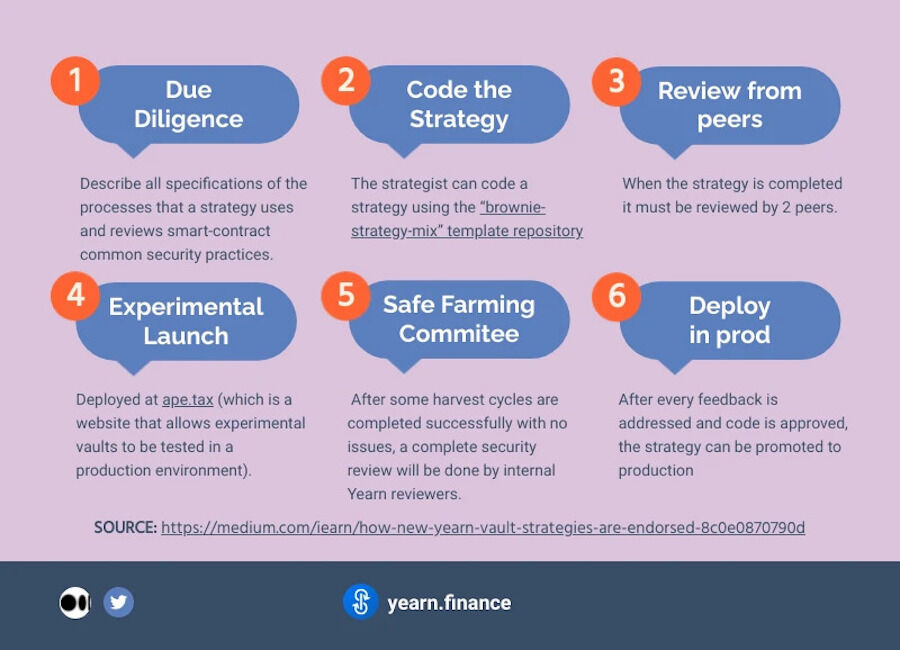 1
Due
Diligence
Describe all specifications of the
processes that a strategy uses
and reviews smart-contract
common security practices.
2
Code the
Strategy
The strategist can code a
strategy using the “brownie-
strategy-mix” template repository
3
Review from
peers
When the strategy is completed
it must be reviewed by 2 peers.
4
Experimental
Launch
Deployed at ape.tax (which is a
website that allows experimental
vaults to be tested in a
production environment).
5
Safe Farming
Commitee
After some harvest cycles are
completed successfully with no
issues, a complete security
review will be done by internal
Yearn reviewers.
6
Deploy
in prod
After every feedback is
addressed and code is approved,
the strategy can be promoted to
production
SOURCE: https://medium.com/iearn/how-new-yearn-vault-strategies-are-endorsed-8c0e0870790d
yearn.finance